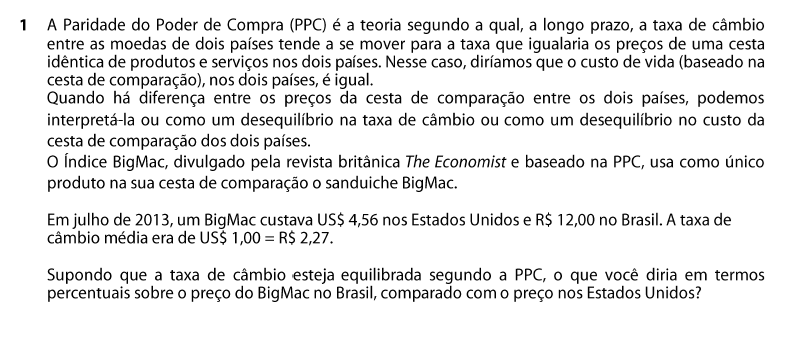 1 A Paridade do Poder de Compra (PPC) é a teoria segundo a qual, a longo prazo, a taxa de câmbio
entre as moedas de dois países tende a se mover para a taxa que igualaria os preços de uma cesta
idêntica de produtos e serviços nos dois países. Nesse caso, diríamos que o custo de vida (baseado na
cesta de comparação), nos dois países, é igual.
Quando há diferença entre os preços da cesta de comparação entre os dois países, podemos
interpretá-la ou como um desequilíbrio na taxa de câmbio ou como um desequilíbrio no custo da
cesta de comparação dos dois países.
O Índice BigMac, divulgado pela revista britânica The Economist e baseado na PPC, usa como único
produto na sua cesta de comparação o sanduiche BigMac.
Em julho de 2013, um BigMac custava US$ 4,56 nos Estados Unidos e R$ 12,00 no Brasil. A taxa de
câmbio média era de US$ 1,00 = R$ 2,27.
Supondo que a taxa de câmbio esteja equilibrada segundo a PPC, o que você diria em termos
percentuais sobre o preço do BigMac no Brasil, comparado com o preço nos Estados Unidos?